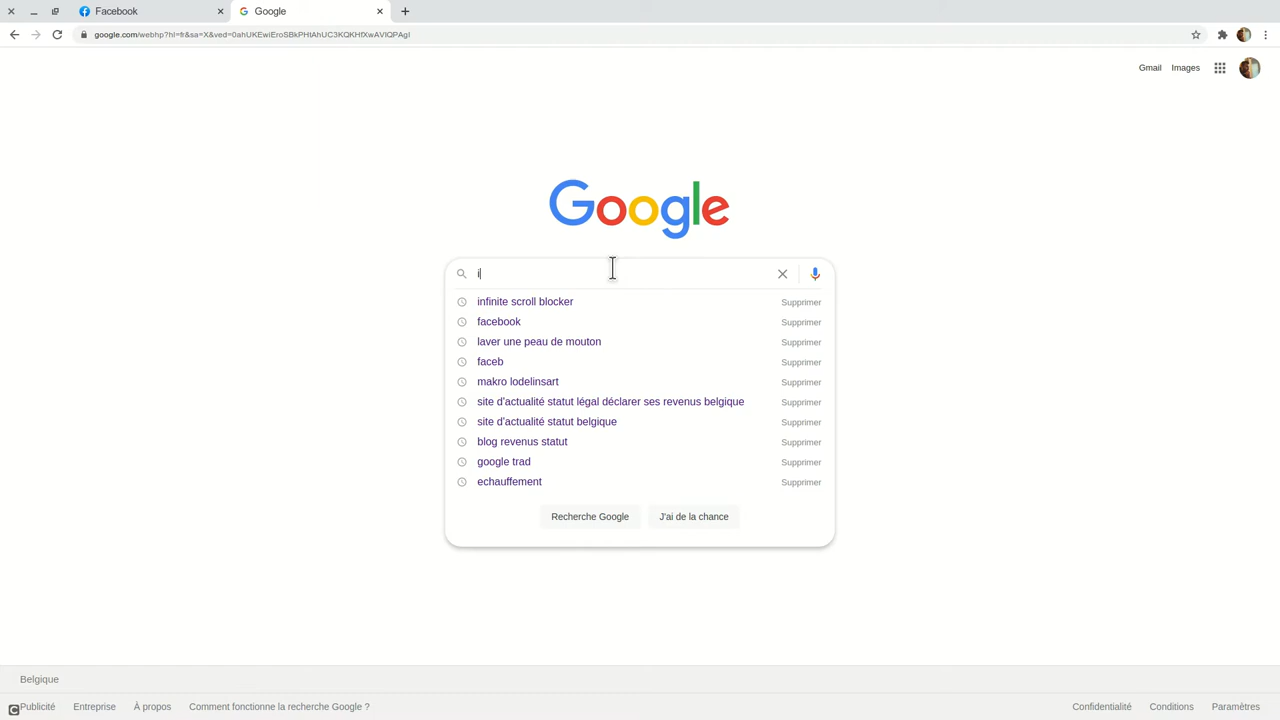 Facebook
Google
google.com/webhp?hl=fr&sa=X&ved=0ahUKEwiEroSBkPHtAhUC3KQKHfXwAVIQPAgI
Gmail Images
Google
i
infinite scroll blocker Supprimer
facebook Supprimer
laver une peau de mouton Supprimer
faceb Supprimer
makro lodelinsart Supprimer
site d'actualité statut légal déclarer ses revenus belgique Supprimer
site d'actualité statut belgique Supprimer
blog revenus statut Supprimer
google trad Supprimer
echauffement Supprimer
Recherche Google J'ai de la chance
Belgique
Publicité Entreprise À propos Comment fonctionne la recherche Google ? Confidentialité Conditions Paramètres